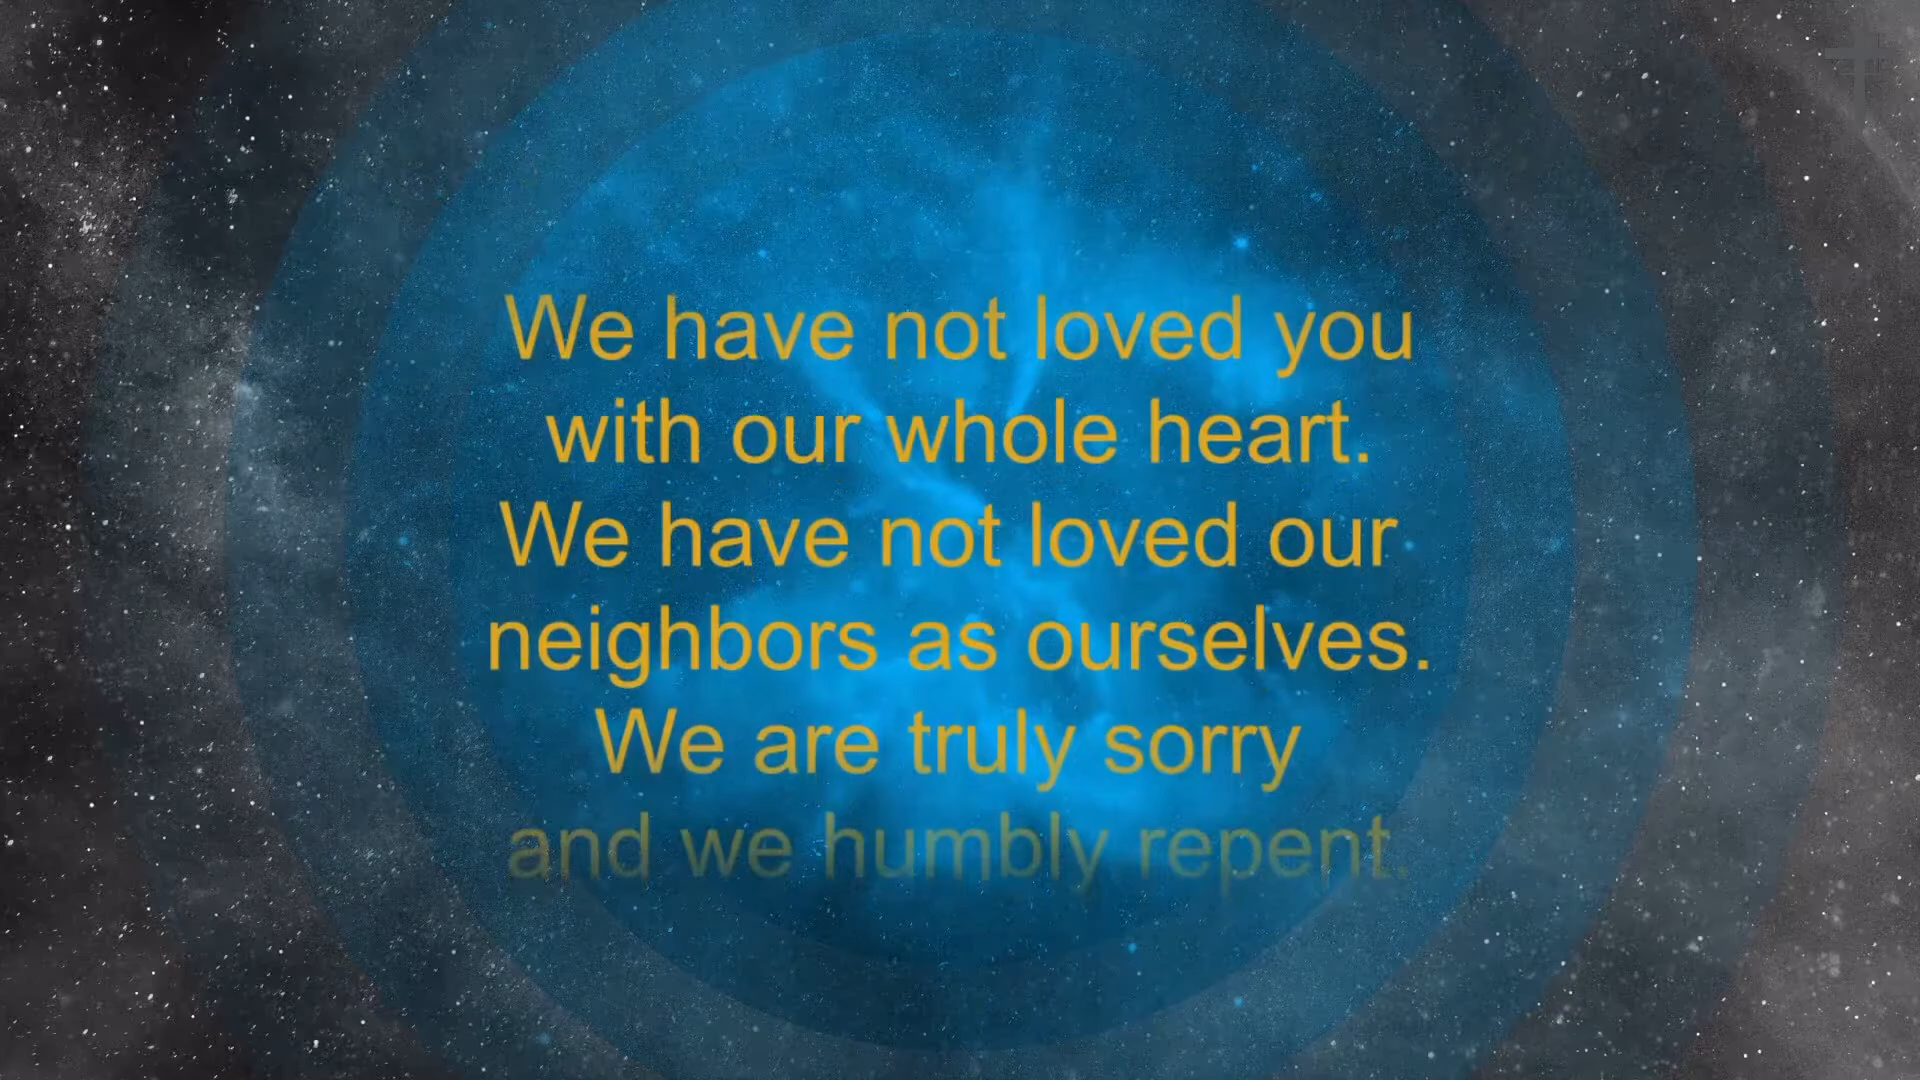 We have not loved you
with our whole heart.
We have not loved our
neighbors as ourselves.
We are truly sorry
and we humbly repent.